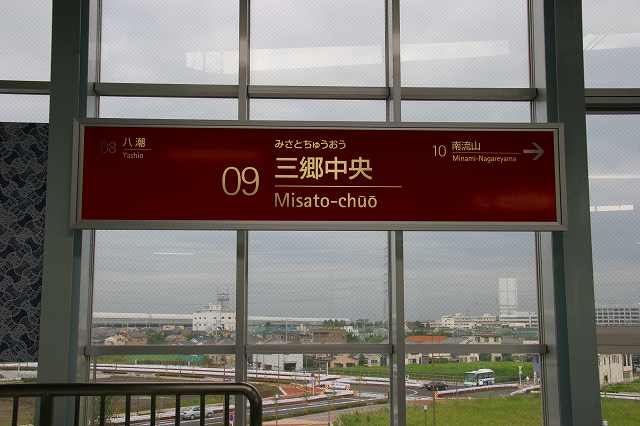 08 八潮
Yashio
みさとちゅうおう
09 三郷中央
Misato-chūō
10 南流山
Minami-Nagareyama